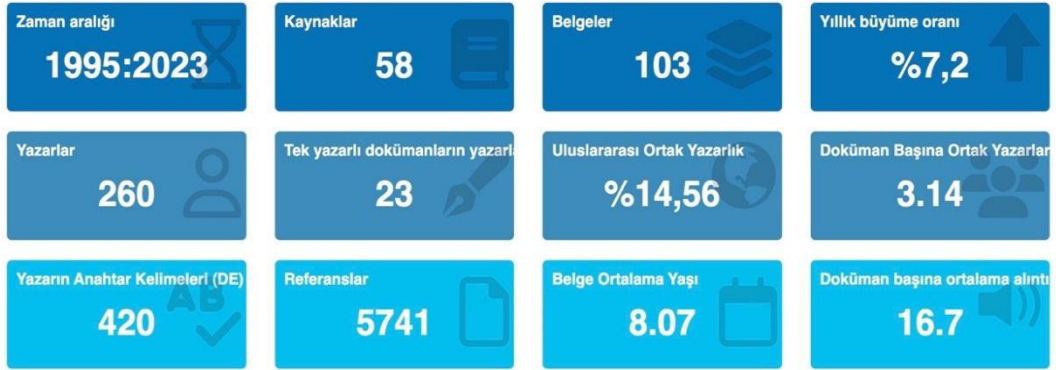 Zaman aralığı
1995:2023
Kaynaklar
58
Belgeler
103
Yıllık büyüme oranı
%7,2
Yazarlar
260
Tek yazarlı dokümanların yazarl
23
Uluslararası Ortak Yazarlık
%14,56
Doküman Başına Ortak Yazarlar
3.14
Yazarın Anahtar Kelimeleri (DE)
420
Referanslar
5741
Belge Ortalama Yaşı
8.07
Doküman başına ortalama alıntı
16.7